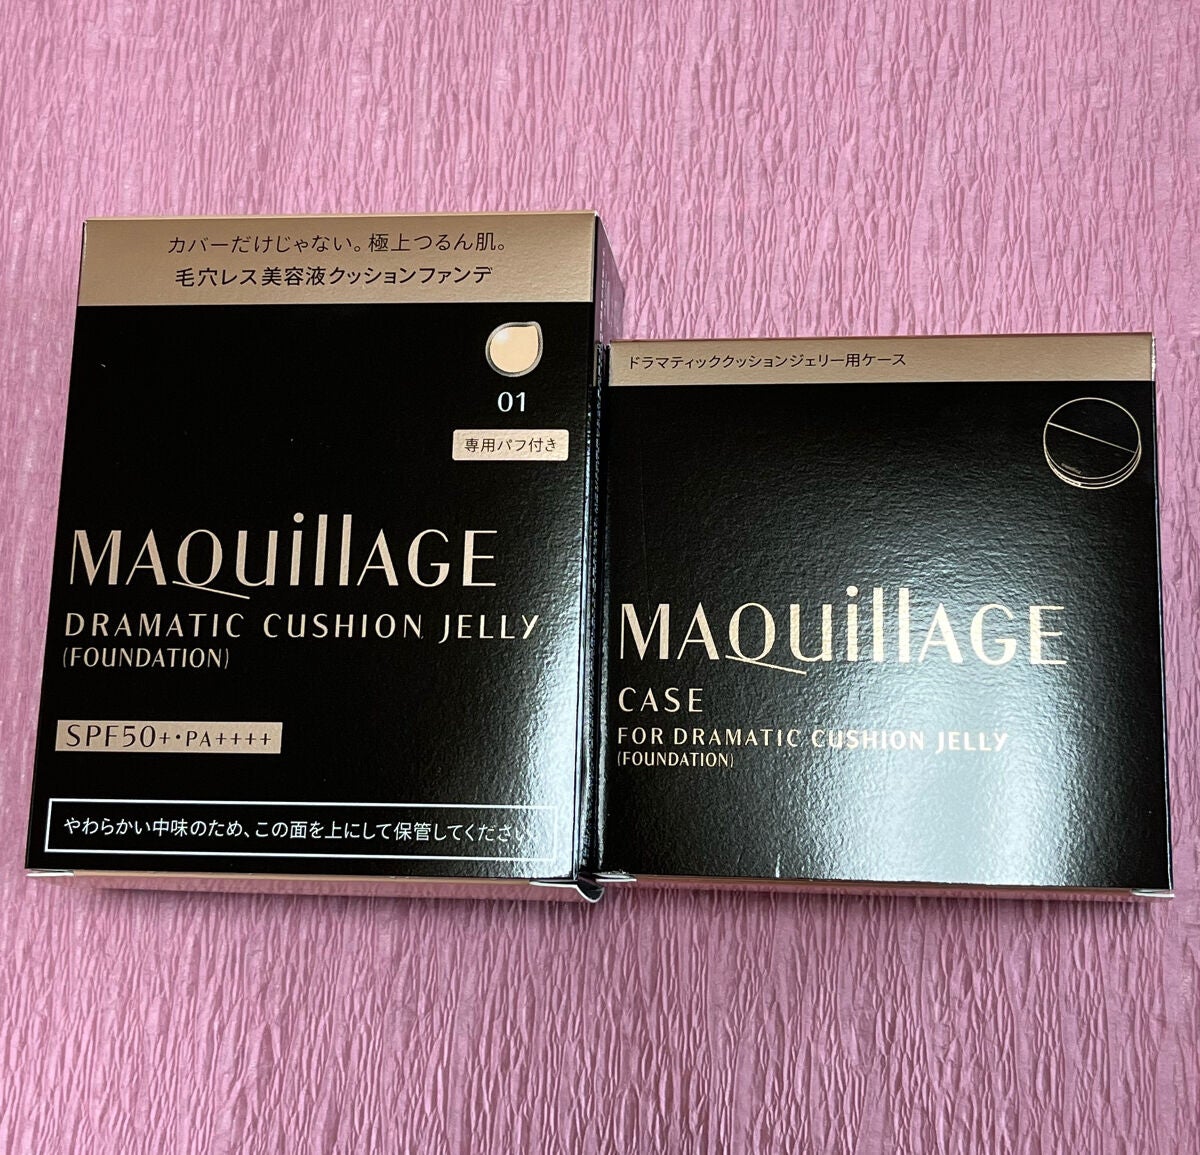 カバーだけじゃない。極上つるん肌。
毛穴レス美容液クッションファンデ
01
専用パフ付き
MAQuillAGE
DRAMATIC CUSHION JELLY
(FOUNDATION)
SPF50+・PA++++
やわらかい中味のため、この面を上にして保管してください。
ドラマティッククッションジェリー用ケース
MAQuillAGE
CASE
FOR DRAMATIC CUSHION JELLY
(FOUNDATION)